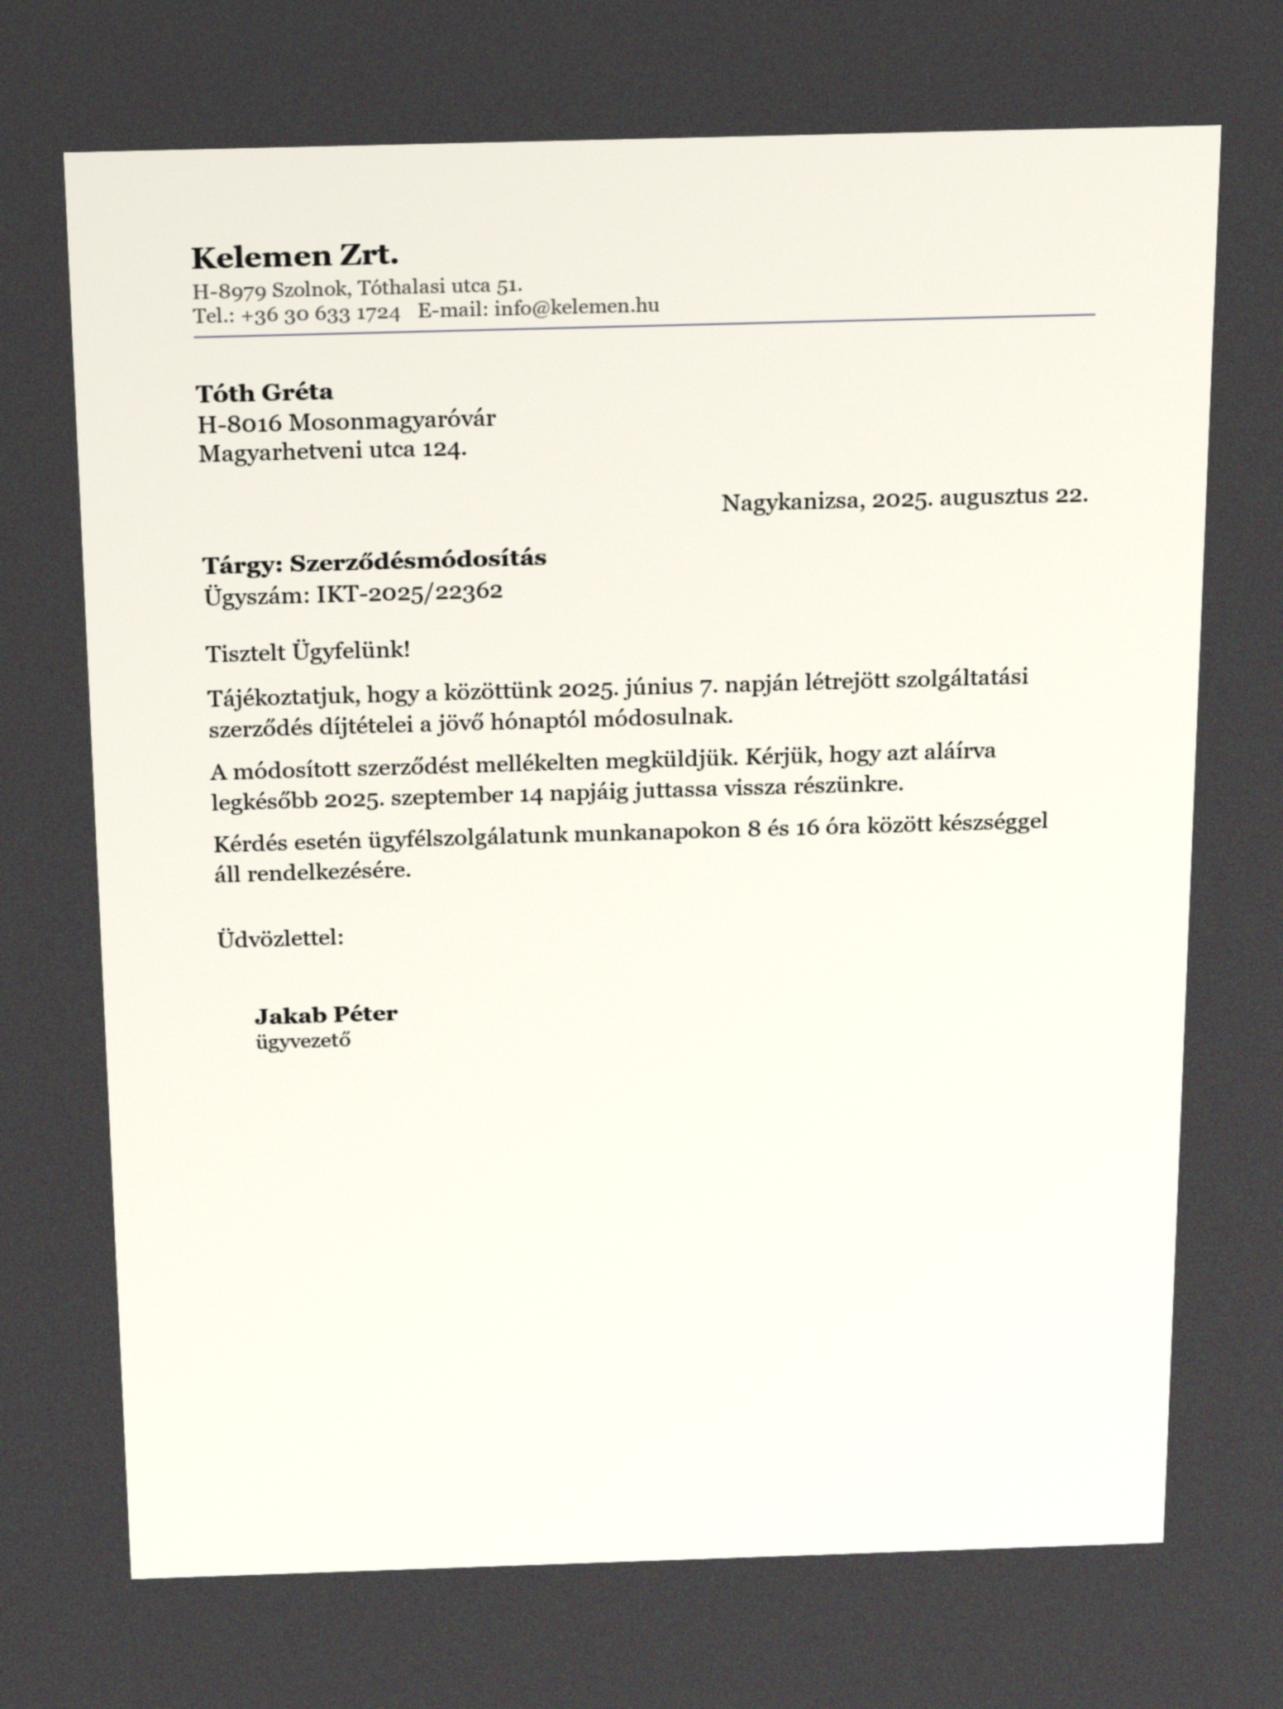 Kelemen Zrt.
H-8979 Szolnok, Tóthalasi utca 51.
Tel.: +36 30 633 1724 E-mail: info@kelemen.hu
Tóth Gréta
H-8016 Mosonmagyaróvár
Magyarhetveni utca 124.
Nagykanizsa, 2025. augusztus 22.
Tárgy: Szerződésmódosítás
Ügyszám: IKT-2025/22362
Tisztelt Ügyfelünk!
Tájékoztatjuk, hogy a közöttünk 2025. június 7. napján létrejött szolgáltatási
szerződés díjtételei a jövő hónaptól módosulnak.
A módosított szerződést mellékelten megküldjük. Kérjük, hogy azt aláírva
legkésőbb 2025. szeptember 14 napjáig juttassa vissza részünkre.
Kérdés esetén ügyfélszolgálatunk munkanapokon 8 és 16 óra között készséggel
áll rendelkezésére.
Üdvözlettel:
Jakab Péter
ügyvezető